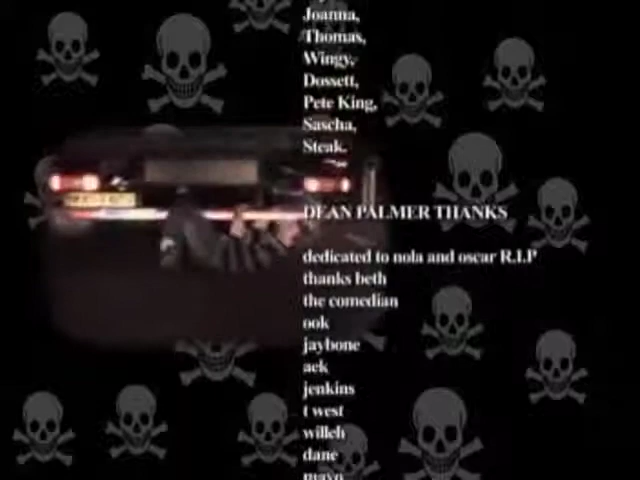 Joanna,
Thomas,
Wingy,
Dossett,
Pete King,
Sascha,
Steak.
DEAN PALMER THANKS
dedicated to nola and oscar R.I.P
thanks beth
the comedian
ook
jaybone
aek
jenkins
t west
willeh
dane
mayo